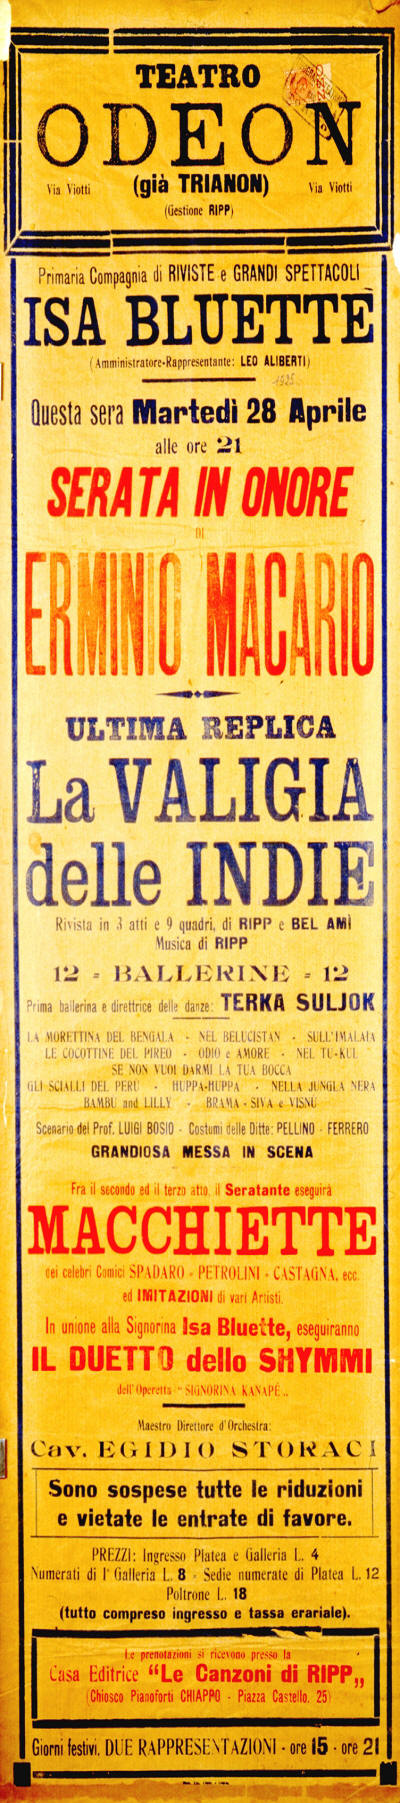 TEATRO
ODEON
Via Viotti (già TRIANON) Via Viotti
(Gestione RIPP)
Primaria Compagnia di RIVISTE e GRANDI SPETTACOLI
ISA BLUETTE
(Amministratore-Rappresentante: LEO ALIBERTI)
1925
Questa sera Martedì 28 Aprile
alle ore 21
SERATA IN ONORE
DI
ERMINIO MACARIO
ULTIMA REPLICA
La VALIGIA
delle INDIE
Rivista in 3 atti e 9 quadri, di RIPP e BEL AMÌ
Musica di RIPP
12 = BALLERINE = 12
Prima ballerina e direttrice delle danze: TERKA SULJOK
LA MORETTINA DEL BENGALA - NEL BELUCISTAN - SULL'IMALAIA
LE COCOTTINE DEL PIREO - ODIO e AMORE - NEL TU-KUL
SE NON VUOI DARMI LA TUA BOCCA
GLI SCIALLI DEL PERÙ - HUPPA-HUPPA - NELLA JUNGLA NERA
BAMBU and LILLY - BRAMA - SIVA e VISNU
Scenario del Prof. LUIGI BOSIO - Costumi delle Ditte: PELLINO - FERRERO
GRANDIOSA MESSA IN SCENA
Fra il secondo ed il terzo atto, il Seratante eseguirà
MACCHIETTE
dei celebri Comici SPADARO - PETROLINI - CASTAGNA, ecc.
ed IMITAZIONI di vari Artisti.
In unione alla Signorina Isa Bluette, eseguiranno
IL DUETTO dello SHYMMI
dell'Operetta "SIGNORINA KANAPÉ„
Maestro Direttore d'Orchestra:
Cav. EGIDIO STORACI
Sono sospese tutte le riduzioni
e vietate le entrate di favore.
PREZZI: Ingresso Platea e Galleria L. 4
Numerati di Iª Galleria L. 8 - Sedie numerate di Platea L. 12
Poltrone L. 18
(tutto compreso ingresso e tassa erariale).
Le prenotazioni si ricevono presso la
Casa Editrice "Le Canzoni di RIPP„
(Chiosco Pianoforti CHIAPPO - Piazza Castello, 25)
Giorni festivi, DUE RAPPRESENTAZIONI - ore 15 - ore 21